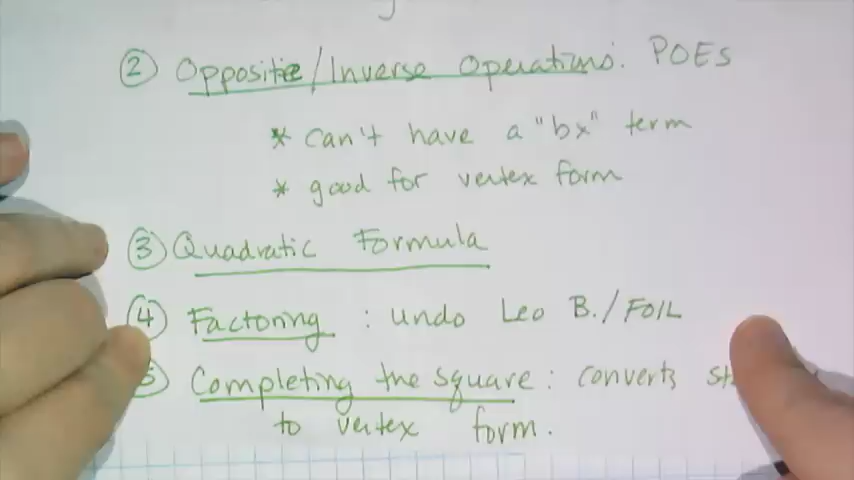 ② Opposite/Inverse Operations: POEs
* can't have a "bx" term
* good for vertex form
③ Quadratic Formula
④ Factoring : undo Leo B./FOIL
Completing the square: converts
to vertex form.